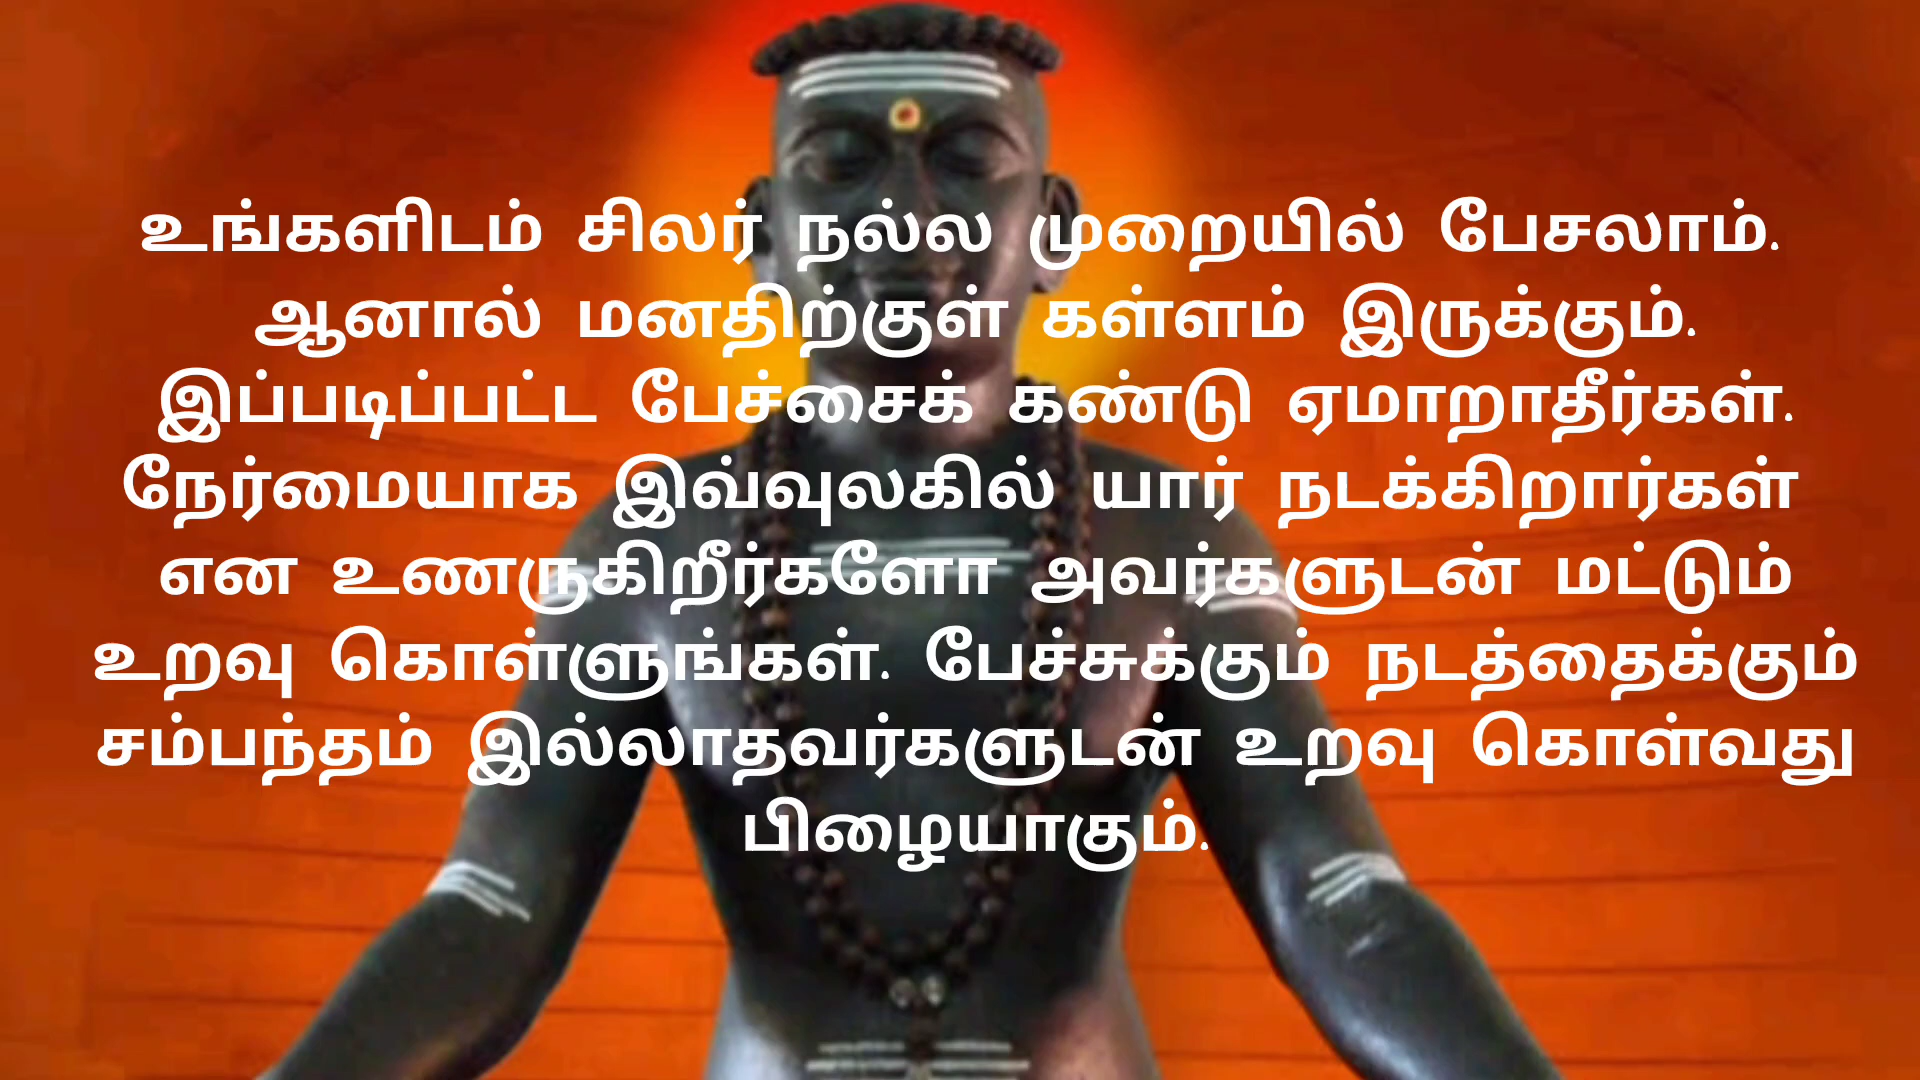 உங்களிடம் சிலர் நல்ல முறையில் பேசலாம்.
ஆனால் மனதிற்குள் கள்ளம் இருக்கும்.
இப்படிப்பட்ட பேச்சைக் கண்டு ஏமாறாதீர்கள்.
நேர்மையாக இவ்வுலகில் யார் நடக்கிறார்கள்
என உணருகிறீர்களோ அவர்களுடன் மட்டும்
உறவு கொள்ளுங்கள். பேச்சுக்கும் நடத்தைக்கும்
சம்பந்தம் இல்லாதவர்களுடன் உறவு கொள்வது
பிழையாகும்.